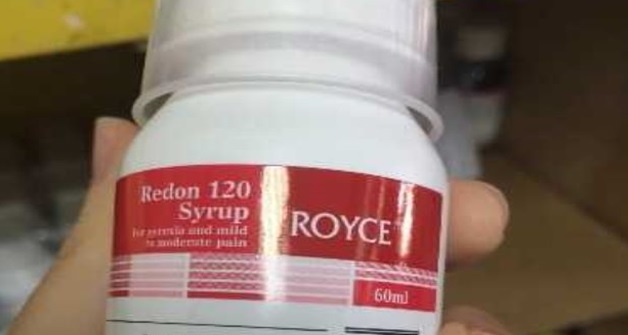 Redon 120
Syrup
For pyrexia and mild
to moderate pain
ROYCE
60ml